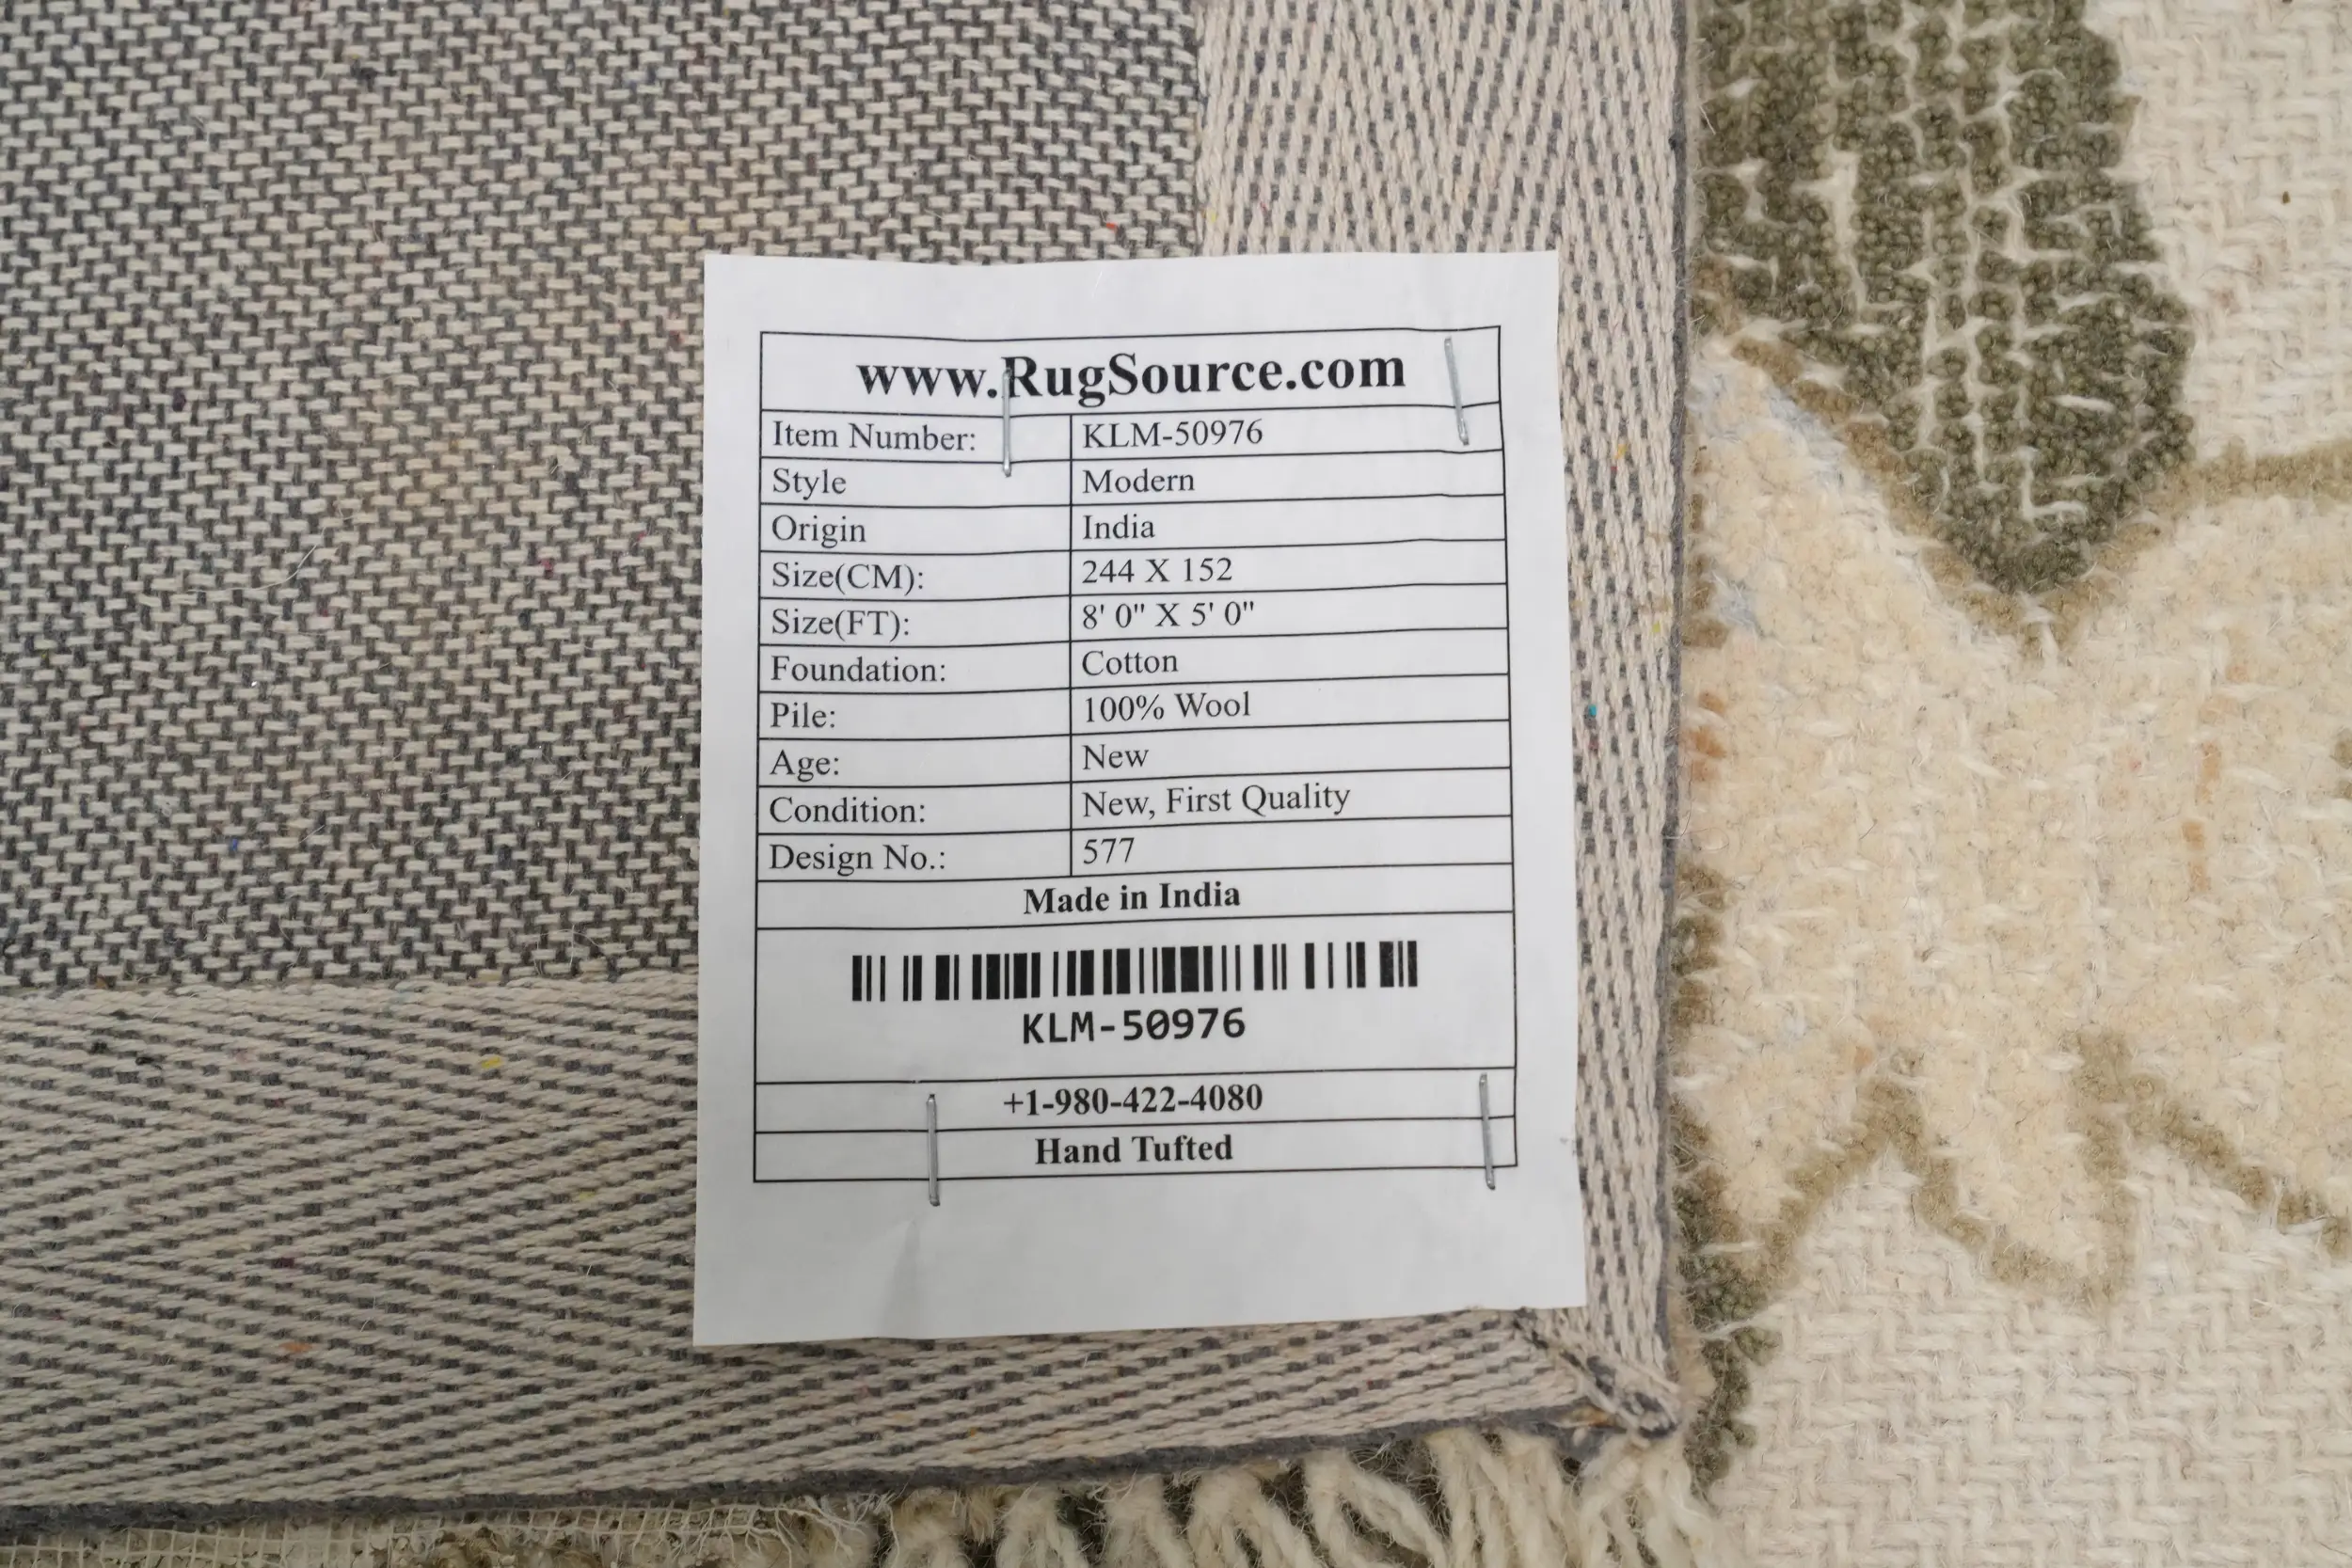 www.RugSource.com
Item Number: KLM-50976
Style Modern
Origin India
Size(CM): 244 X 152
Size(FT): 8' 0" X 5' 0"
Foundation: Cotton
Pile: 100% Wool
Age: New
Condition: New, First Quality
Design No.: 577
Made in India
KLM-50976
+1-980-422-4080
Hand Tufted